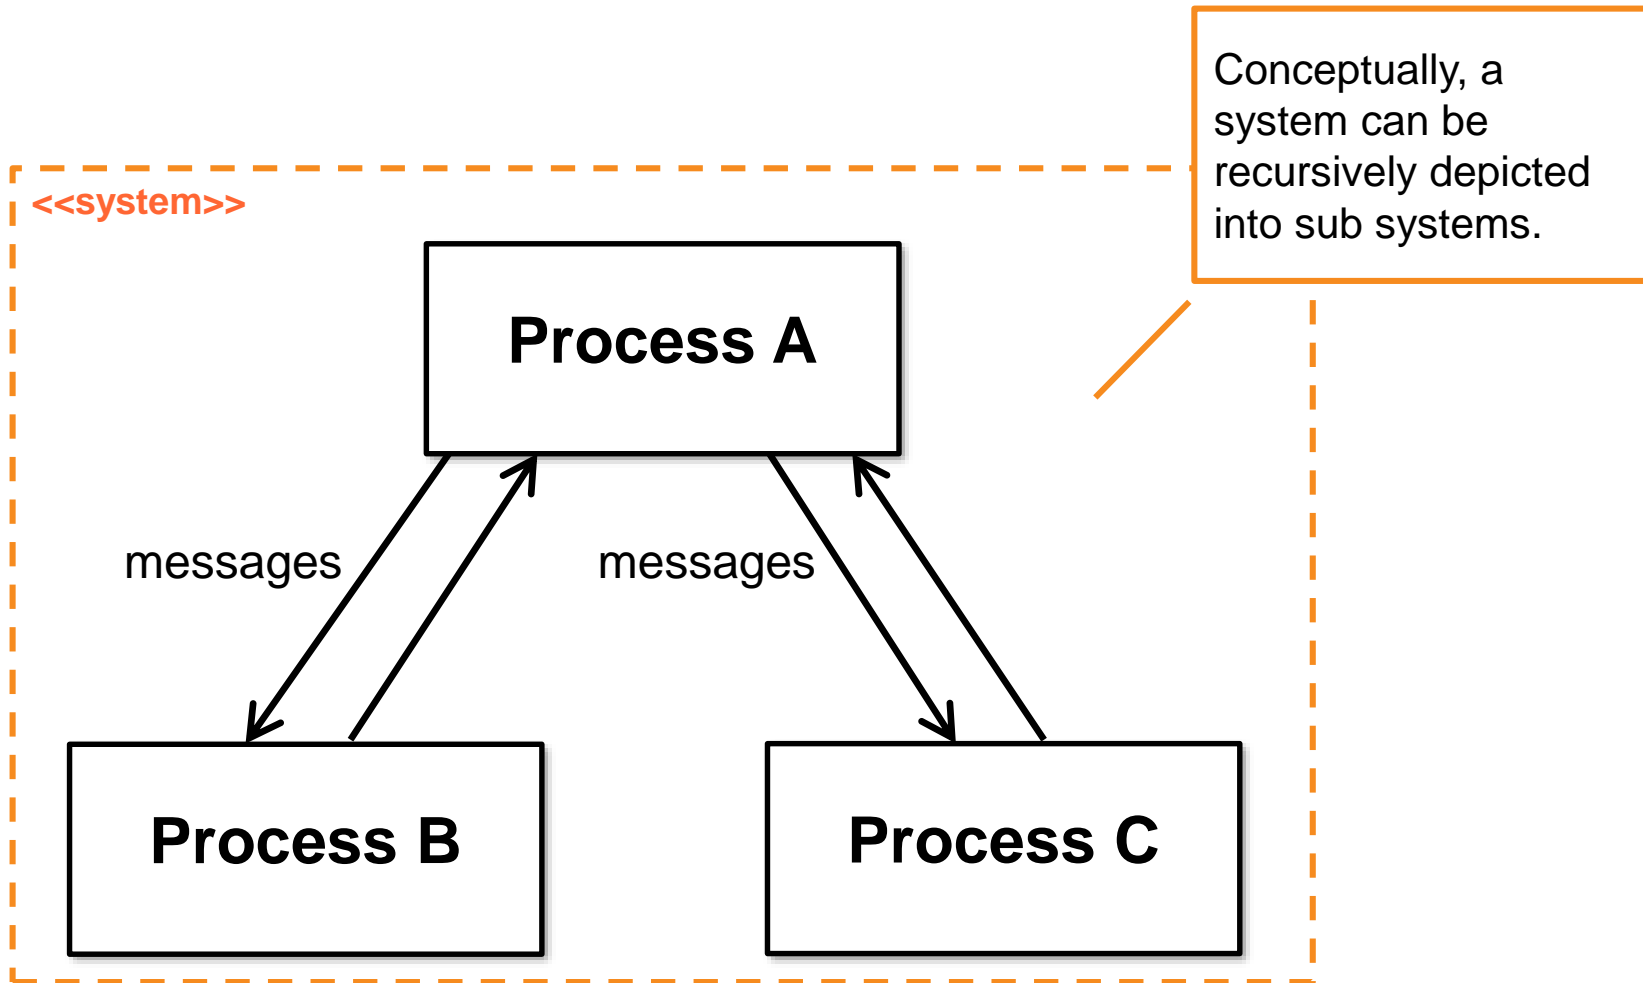 Conceptually, a
system can be
recursively depicted
into sub systems.
<<system>>
Process A
messages
messages
Process B
Process C